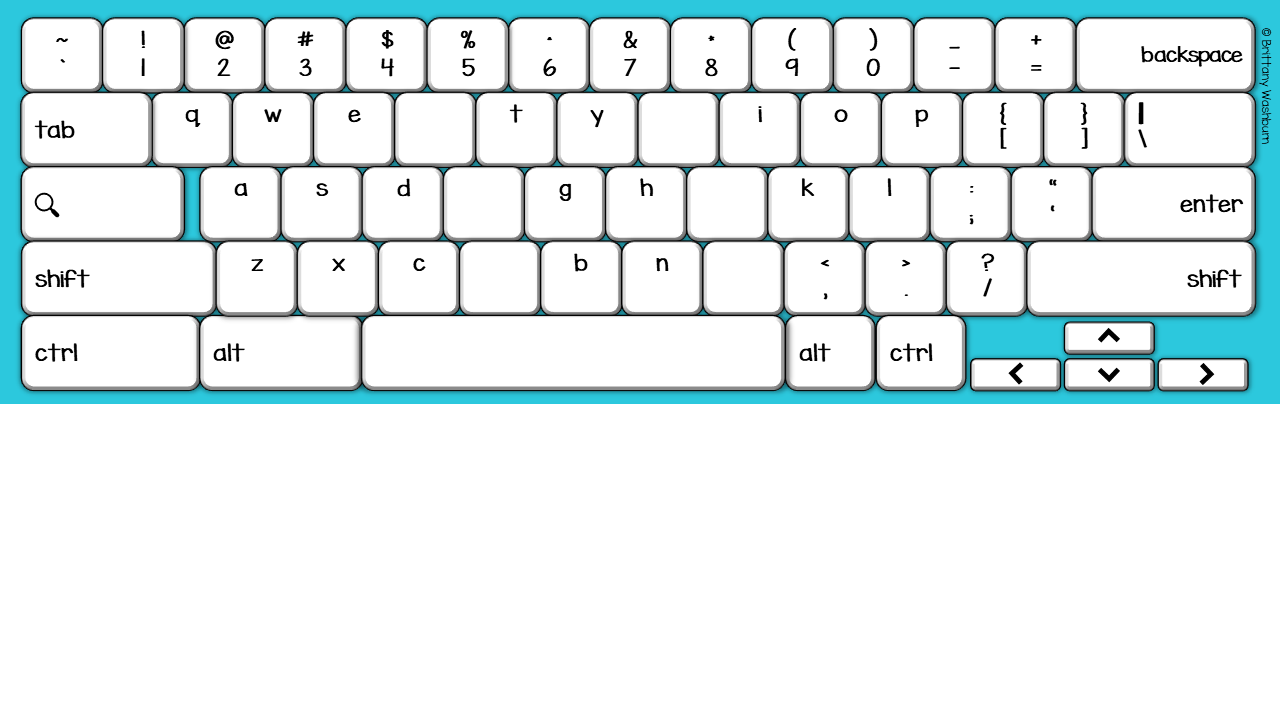 ~ ! @ # $ % ^ & * ( ) _ +
` 1 2 3 4 5 6 7 8 9 0 - = backspace
tab q w e t y i o p { } |
[ ] \
a s d g h k l : “
; ‘ enter
shift z x c b n < > ?
, . / shift
ctrl alt alt ctrl
© Brittany Washburn